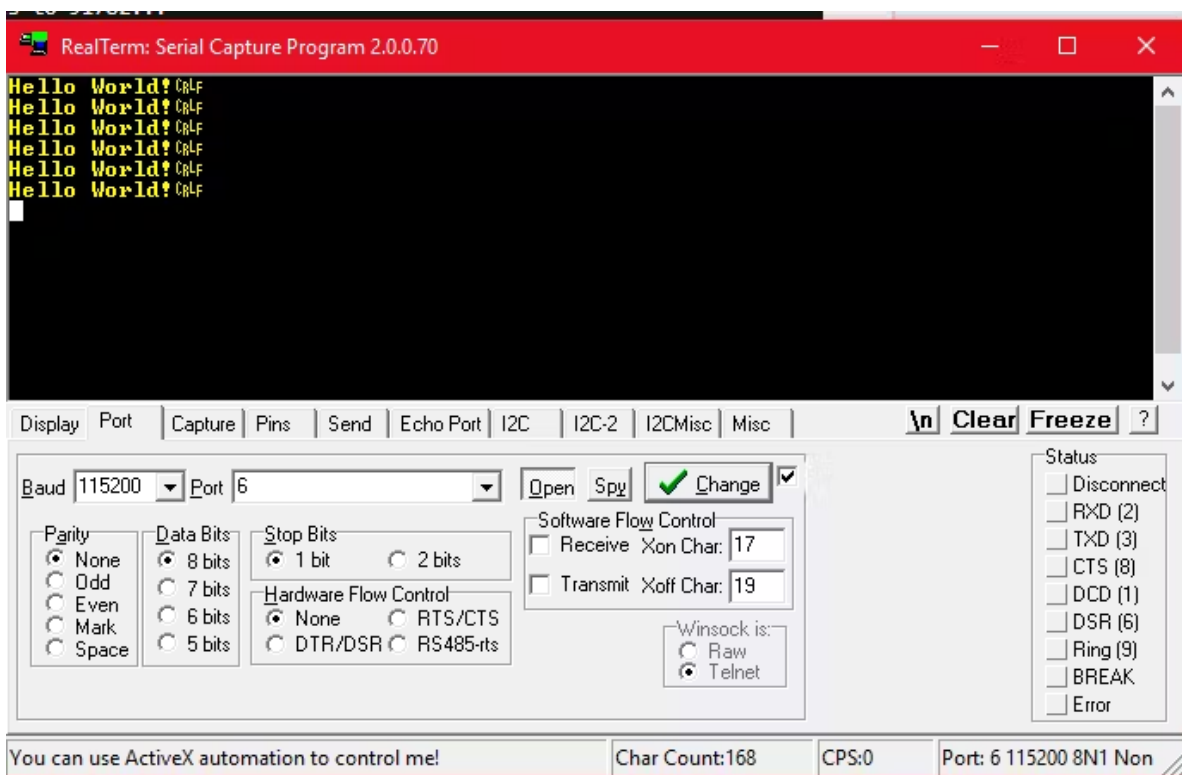 RealTerm: Serial Capture Program 2.0.0.70
Hello World!CRLF
Hello World!CRLF
Hello World!CRLF
Hello World!CRLF
Hello World!CRLF
Hello World!CRLF
Display Port Capture Pins Send Echo Port I2C I2C-2 I2CMisc Misc \n Clear Freeze ?
Baud 115200 Port 6 Open Spy Change
Parity
None
Odd
Even
Mark
Space
Data Bits
8 bits
7 bits
6 bits
5 bits
Stop Bits
1 bit 2 bits
Hardware Flow Control
None RTS/CTS
DTR/DSR RS485-rts
Software Flow Control
Receive Xon Char: 17
Transmit Xoff Char: 19
Winsock is:
Raw
Telnet
Status
Disconnect
RXD (2)
TXD (3)
CTS (8)
DCD (1)
DSR (6)
Ring (9)
BREAK
Error
You can use ActiveX automation to control me! Char Count:168 CPS:0 Port: 6 115200 8N1 Non